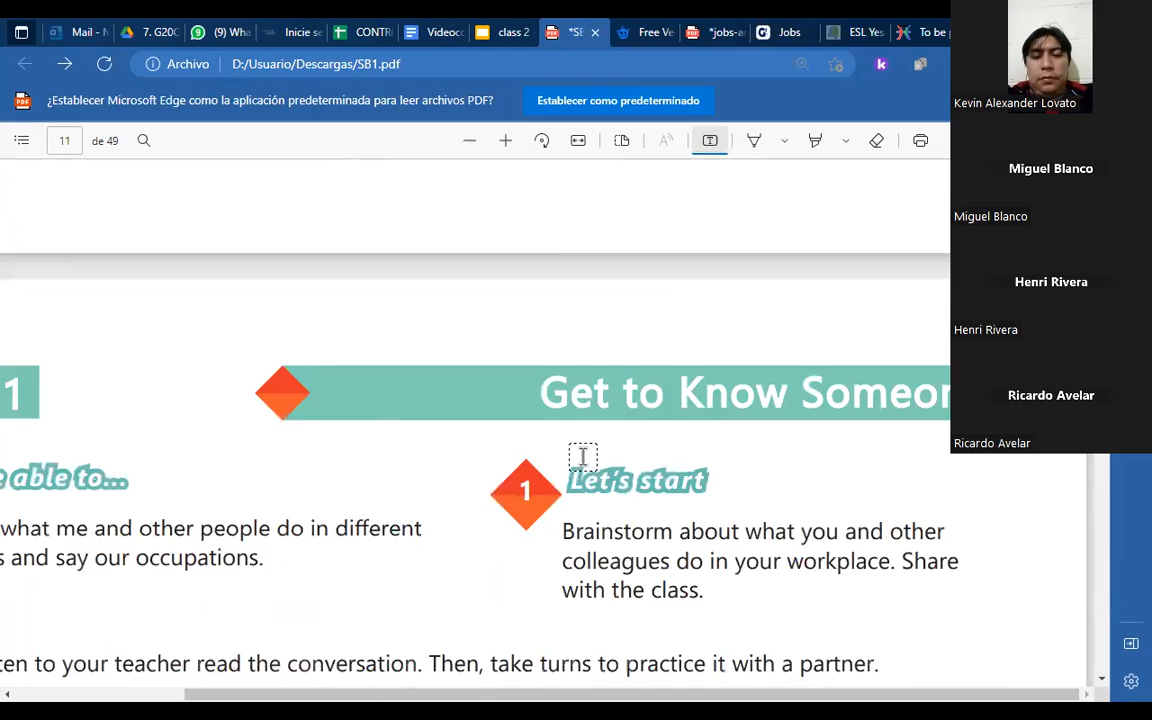 Mail - N
7. G20C
(9) Wha
Inicie se
CONTR
Videoc
class 2
*SE
Free Ve
*jobs-a
Jobs
ESL Yes
To be p
Archivo
D:/Usuario/Descargas/SB1.pdf
¿Establecer Microsoft Edge como la aplicación predeterminada para leer archivos PDF?
Establecer como predeterminado
11
de 49
Kevin Alexander Lovato
Miguel Blanco
Miguel Blanco
Henri Rivera
Henri Rivera
Ricardo Avelar
Ricardo Avelar
1
Get to Know Someon
e able to...
what me and other people do in different
s and say our occupations.
1
Let's start
Brainstorm about what you and other
colleagues do in your workplace. Share
with the class.
ten to your teacher read the conversation. Then, take turns to practice it with a partner.